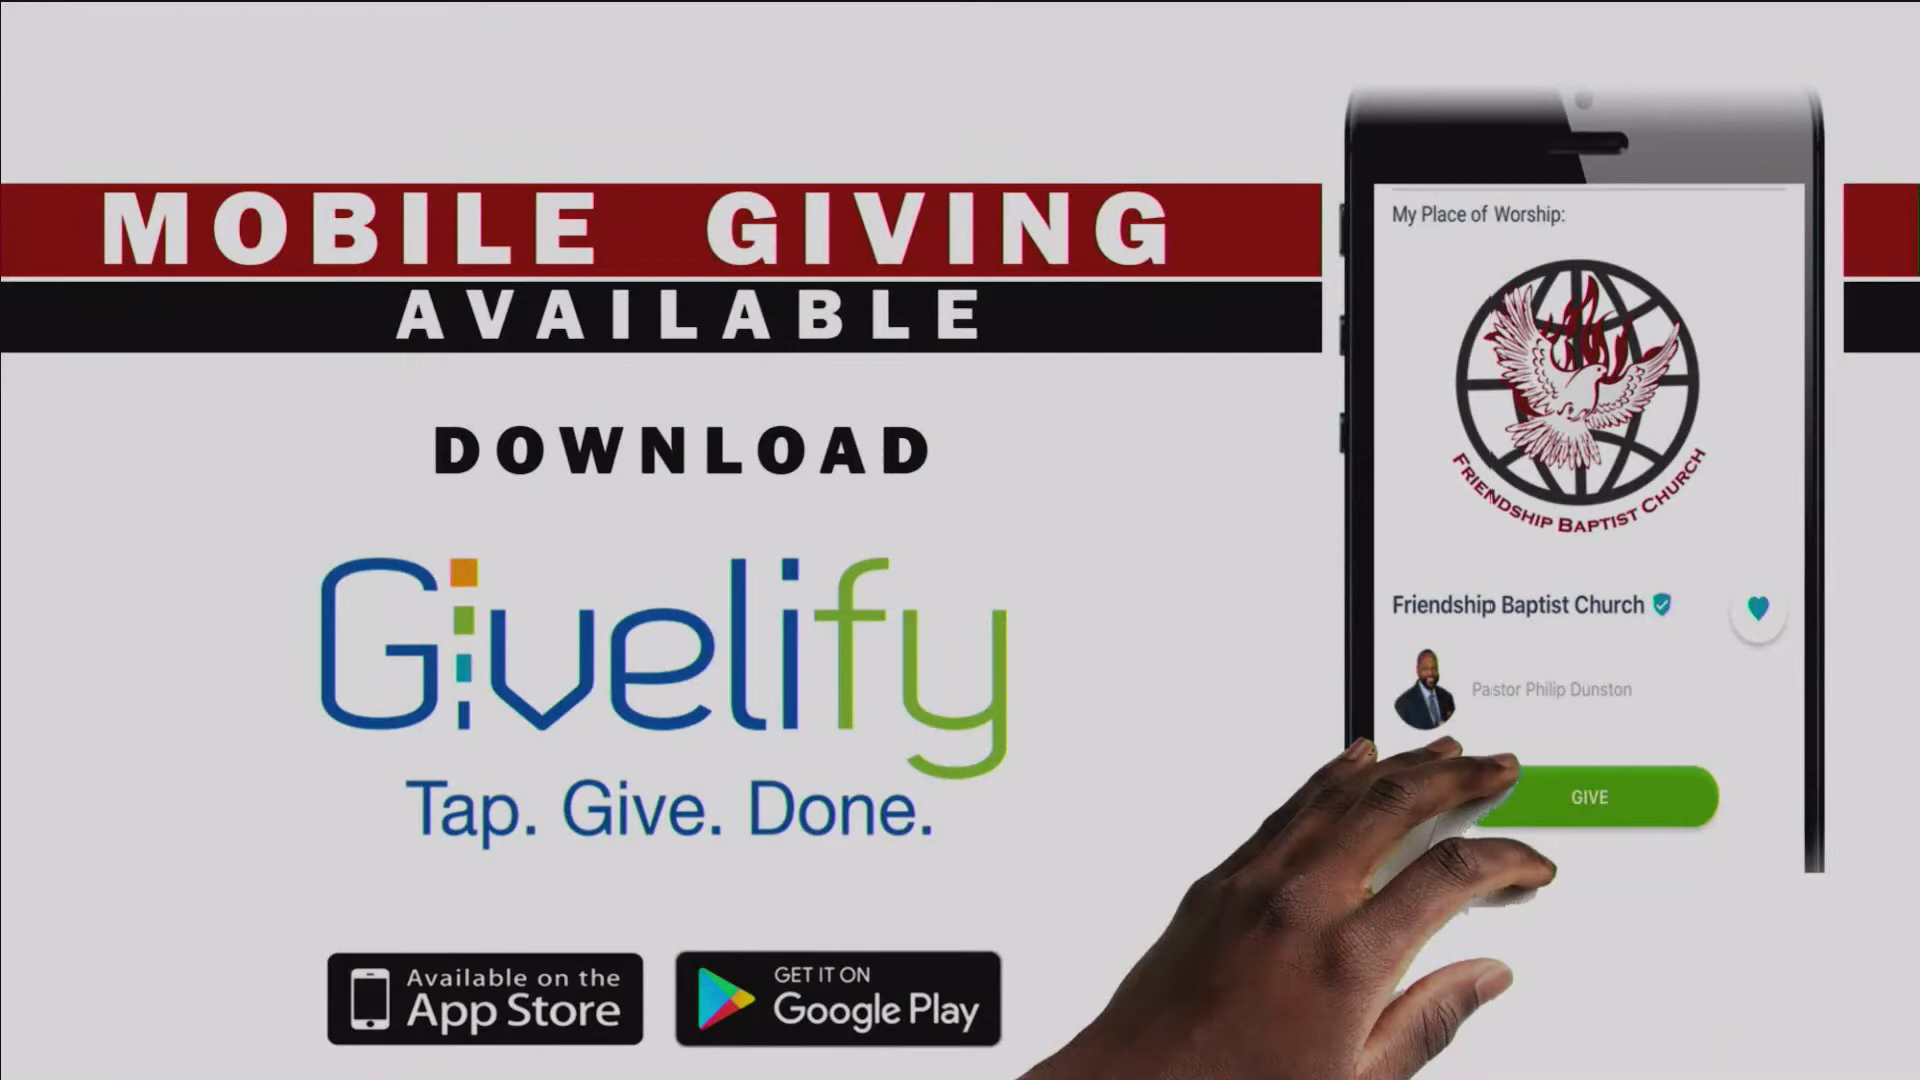 MOBILE GIVING
AVAILABLE
DOWNLOAD
Givelify
Tap. Give. Done.
Available on the
App Store
GET IT ON
Google Play
My Place of Worship:
FRIENDSHIP BAPTIST CHURCH
Friendship Baptist Church
Pastor Philip Dunston
GIVE